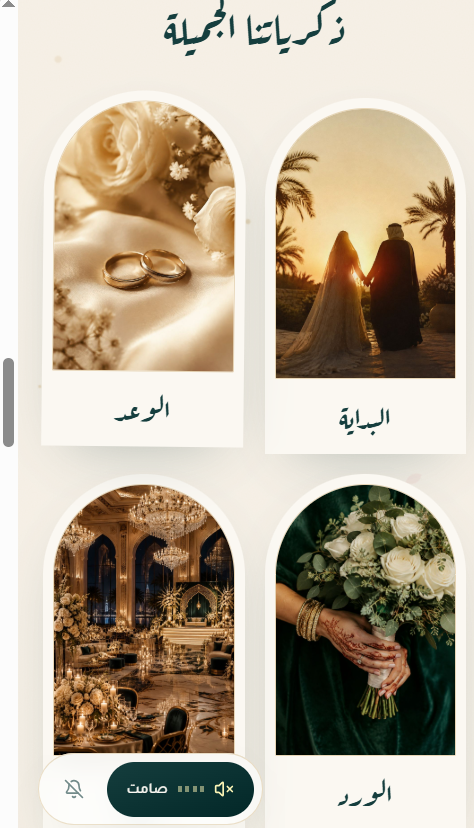 ذكرياتنا الجميلة
البداية
الوعد
الورد
صامت